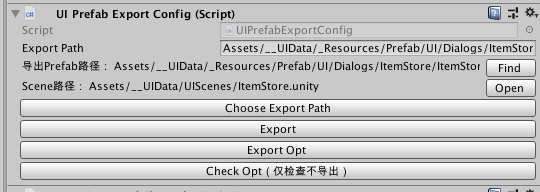 UI Prefab Export Config (Script)
Script UIPrefabExportConfig
Export Path Assets/__UIData/_Resources/Prefab/UI/Dialogs/ItemStor
导出Prefab路径： Assets/__UIData/_Resources/Prefab/UI/Dialogs/ItemStore/ItemStor Find
Scene路径： Assets/__UIData/UIScenes/ItemStore.unity Open
Choose Export Path
Export
Export Opt
Check Opt（仅检查不导出）